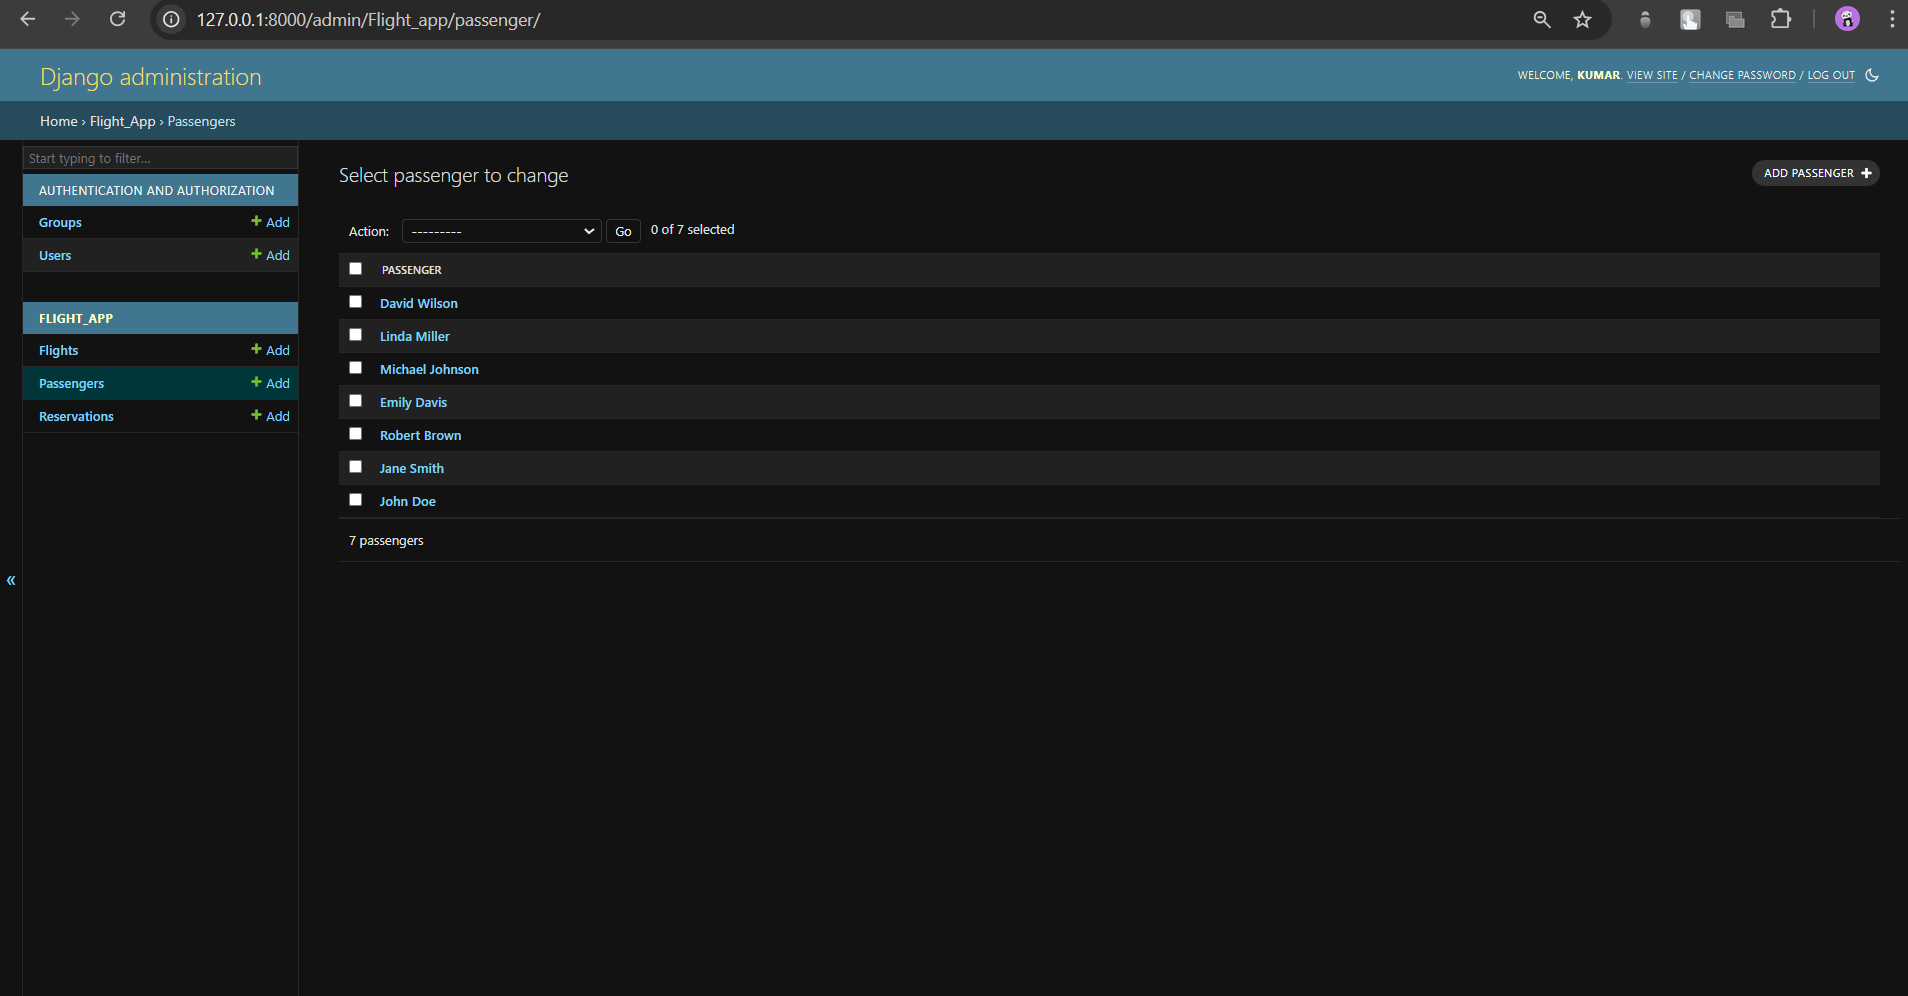 127.0.0.1:8000/admin/Flight_app/passenger/
Django administration
WELCOME, KUMAR. VIEW SITE / CHANGE PASSWORD / LOG OUT
Home › Flight_App › Passengers
Start typing to filter...
AUTHENTICATION AND AUTHORIZATION
Groups + Add
Users + Add
FLIGHT_APP
Flights + Add
Passengers + Add
Reservations + Add
«
Select passenger to change
ADD PASSENGER +
Action: --------- Go 0 of 7 selected
PASSENGER
David Wilson
Linda Miller
Michael Johnson
Emily Davis
Robert Brown
Jane Smith
John Doe
7 passengers